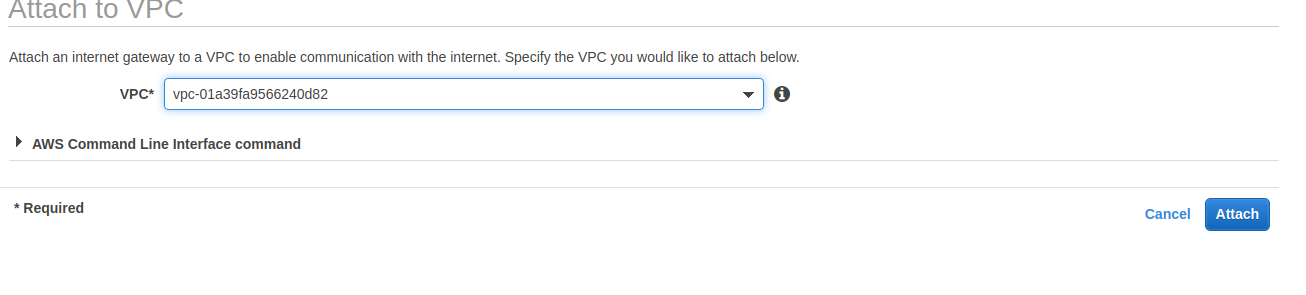 Attach to VPC
Attach an internet gateway to a VPC to enable communication with the internet. Specify the VPC you would like to attach below.
VPC* vpc-01a39fa9566240d82
AWS Command Line Interface command
* Required
Cancel Attach